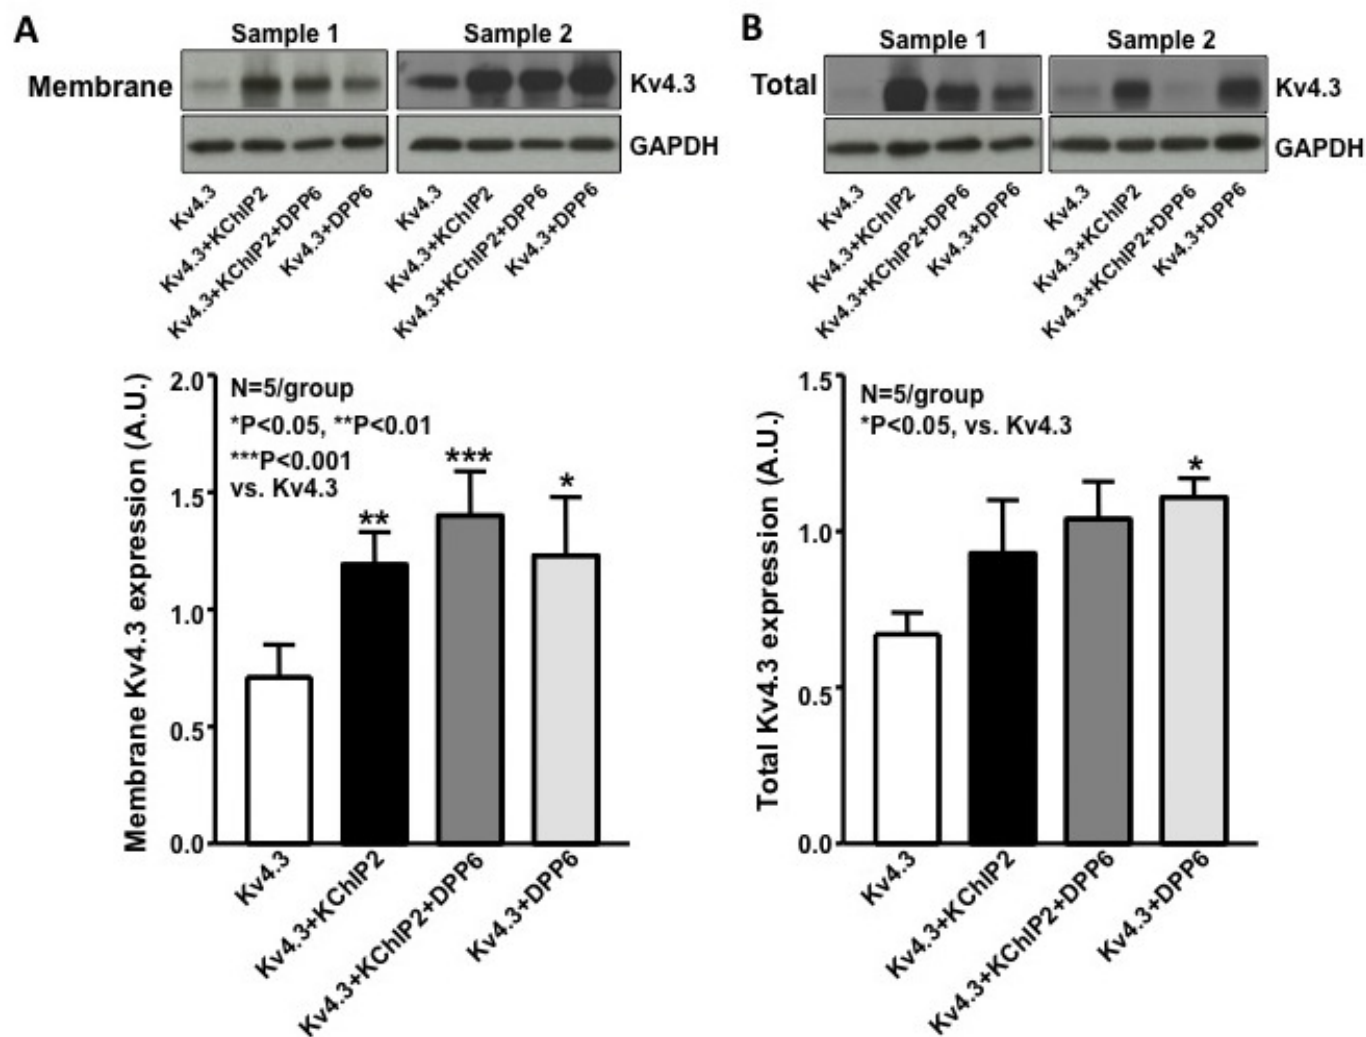 A
Sample 1
Sample 2
Membrane
Kv4.3
GAPDH
Kv4.3
Kv4.3+KChIP2
Kv4.3+KChIP2+DPP6
Kv4.3+DPP6
Kv4.3
Kv4.3+KChIP2
Kv4.3+KChIP2+DPP6
Kv4.3+DPP6
Membrane Kv4.3 expression (A.U.)
2.0
1.5
1.0
0.5
0.0
N=5/group
*P<0.05, **P<0.01
***P<0.001
vs. Kv4.3
**
***
*
Kv4.3
Kv4.3+KChIP2
Kv4.3+KChIP2+DPP6
Kv4.3+DPP6
B
Sample 1
Sample 2
Total
Kv4.3
GAPDH
Kv4.3
Kv4.3+KChIP2
Kv4.3+KChIP2+DPP6
Kv4.3+DPP6
Kv4.3
Kv4.3+KChIP2
Kv4.3+KChIP2+DPP6
Kv4.3+DPP6
Total Kv4.3 expression (A.U.)
1.5
1.0
0.5
0.0
N=5/group
*P<0.05, vs. Kv4.3
*
Kv4.3
Kv4.3+KChIP2
Kv4.3+KChIP2+DPP6
Kv4.3+DPP6